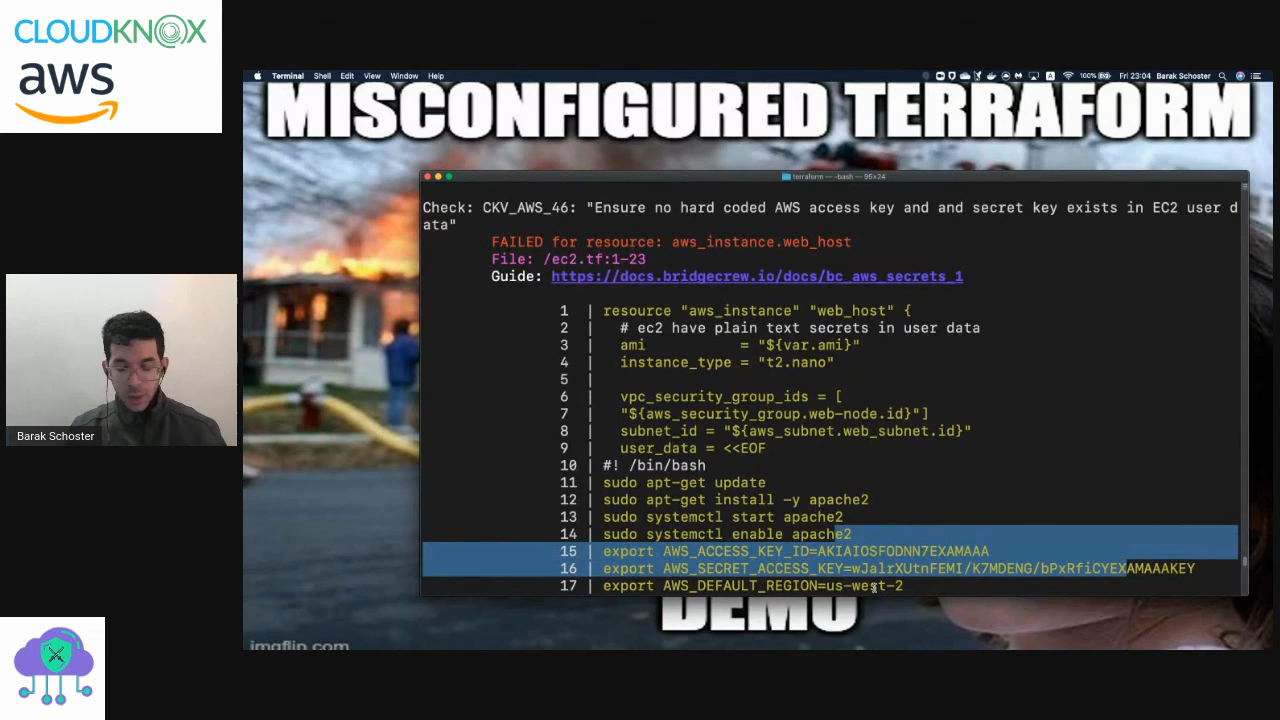 CLOUDKNOX
aws
Terminal Shell Edit View Window Help
100% Fri 23:04 Barak Schoster
MISCONFIGURED TERRAFORM
terraform — -bash — 95×24
Check: CKV_AWS_46: "Ensure no hard coded AWS access key and and secret key exists in EC2 user d
ata"
FAILED for resource: aws_instance.web_host
File: /ec2.tf:1-23
Guide: https://docs.bridgecrew.io/docs/bc_aws_secrets_1
1 | resource "aws_instance" "web_host" {
2 | # ec2 have plain text secrets in user data
3 | ami = "${var.ami}"
4 | instance_type = "t2.nano"
5 |
6 | vpc_security_group_ids = [
7 | "${aws_security_group.web-node.id}"]
8 | subnet_id = "${aws_subnet.web_subnet.id}"
9 | user_data = <<EOF
10 | #! /bin/bash
11 | sudo apt-get update
12 | sudo apt-get install -y apache2
13 | sudo systemctl start apache2
14 | sudo systemctl enable apache2
15 | export AWS_ACCESS_KEY_ID=AKIAIOSFODNN7EXAMAAA
16 | export AWS_SECRET_ACCESS_KEY=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
17 | export AWS_DEFAULT_REGION=us-west-2
DEMO
imgflip.com
Barak Schoster